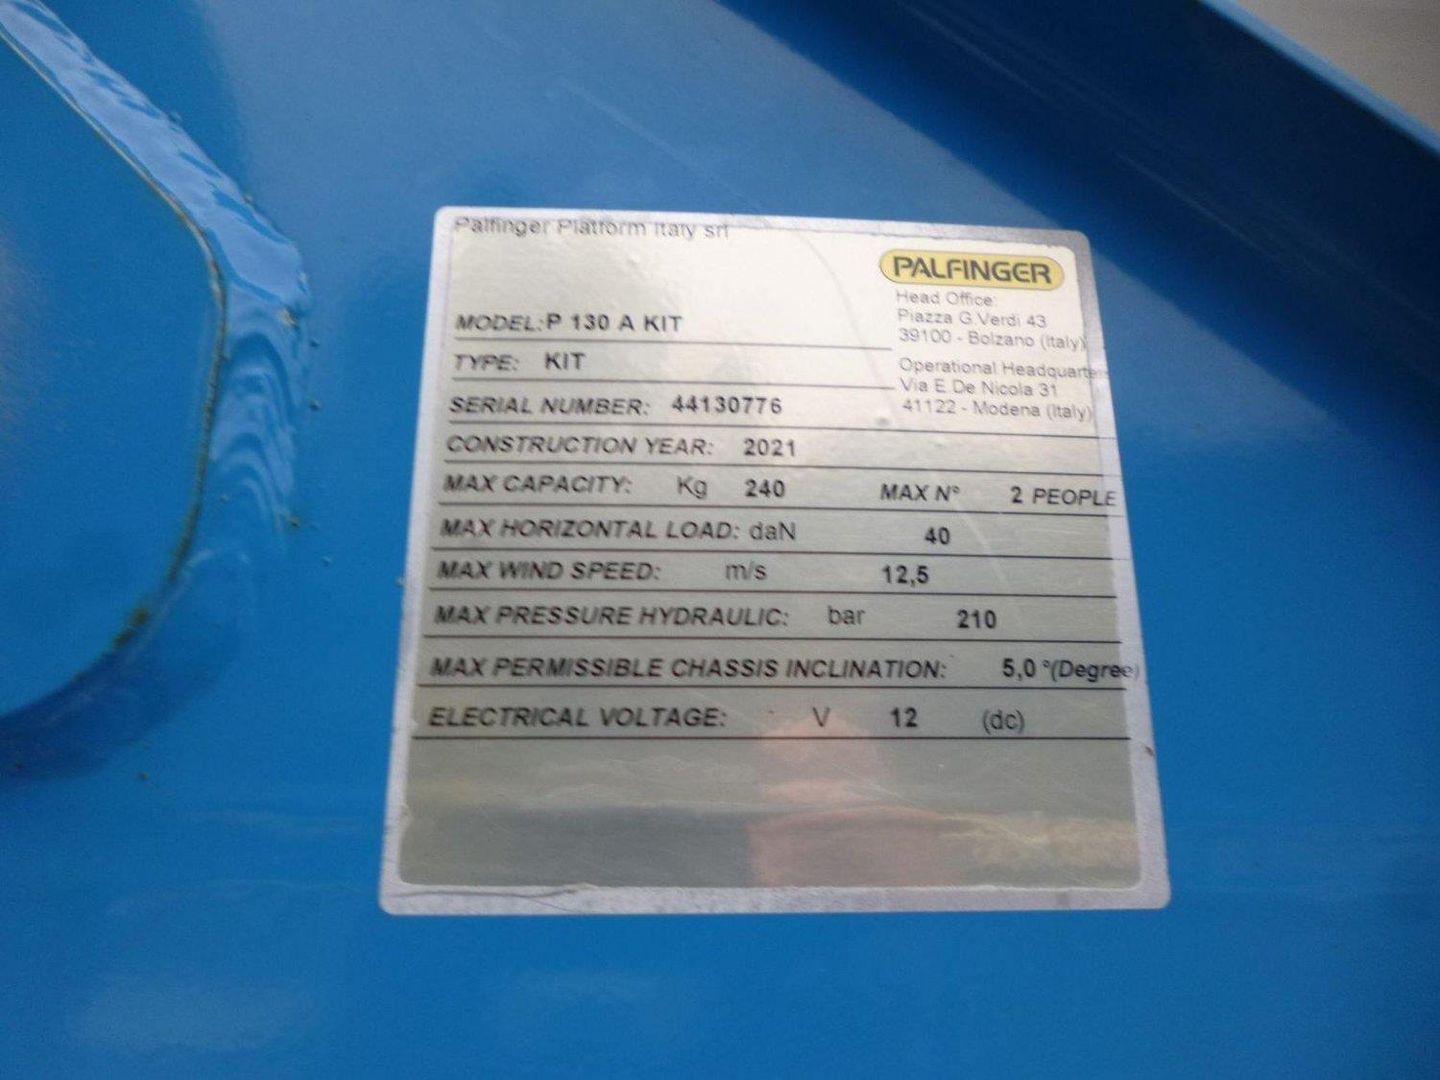 Palfinger Platform Italy srl
PALFINGER
Head Office:
Piazza G.Verdi 43
39100 - Bolzano (Italy)
Operational Headquarte
Via E.De Nicola 31
41122 - Modena (Italy)
MODEL: P 130 A KIT
TYPE: KIT
SERIAL NUMBER: 44130776
CONSTRUCTION YEAR: 2021
MAX CAPACITY: Kg 240 MAX N° 2 PEOPLE
MAX HORIZONTAL LOAD: daN 40
MAX WIND SPEED: m/s 12,5
MAX PRESSURE HYDRAULIC: bar 210
MAX PERMISSIBLE CHASSIS INCLINATION: 5,0 °(Degree)
ELECTRICAL VOLTAGE: V 12 (dc)